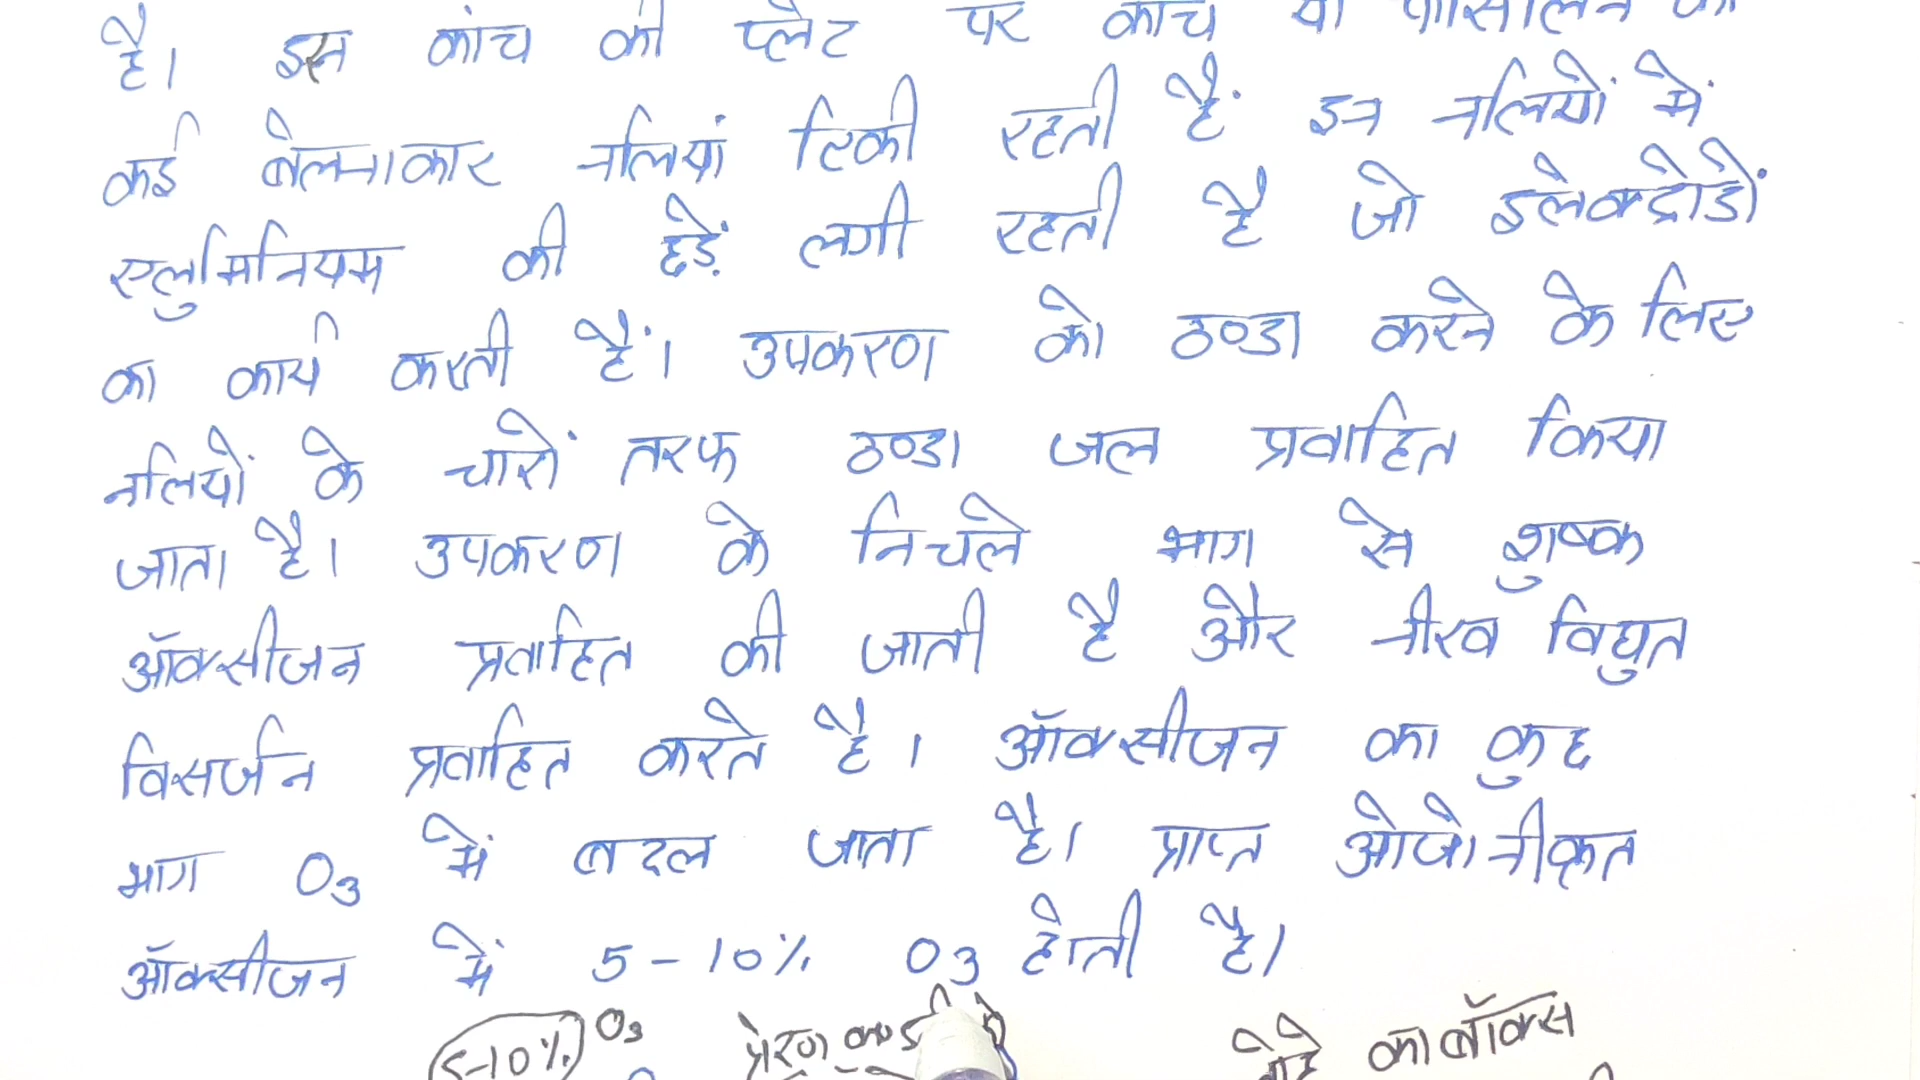 है। इस कांच की प्लेट पर कांच या
कई बेलनाकार नलियां टिकी रहती हैं इन नलियों में
एलुमिनियम की छड़ें लगी रहती है जो इलेक्ट्रोडों
का कार्य करती हैं। उपकरण को ठण्डा करने के लिए
नलियों के चारों तरफ ठण्डा जल प्रवाहित किया
जाता है। उपकरण के निचले भाग से शुष्क
ऑक्सीजन प्रवाहित की जाती है और नीरव विद्युत
विसर्जन प्रवाहित करते है। ऑक्सीजन का कुछ
भाग O3 में बदल जाता है। प्राप्त ओजोनीकृत
ऑक्सीजन में 5-10% O3 होती है।
5-10% O3 प्रेरण का बॉक्स